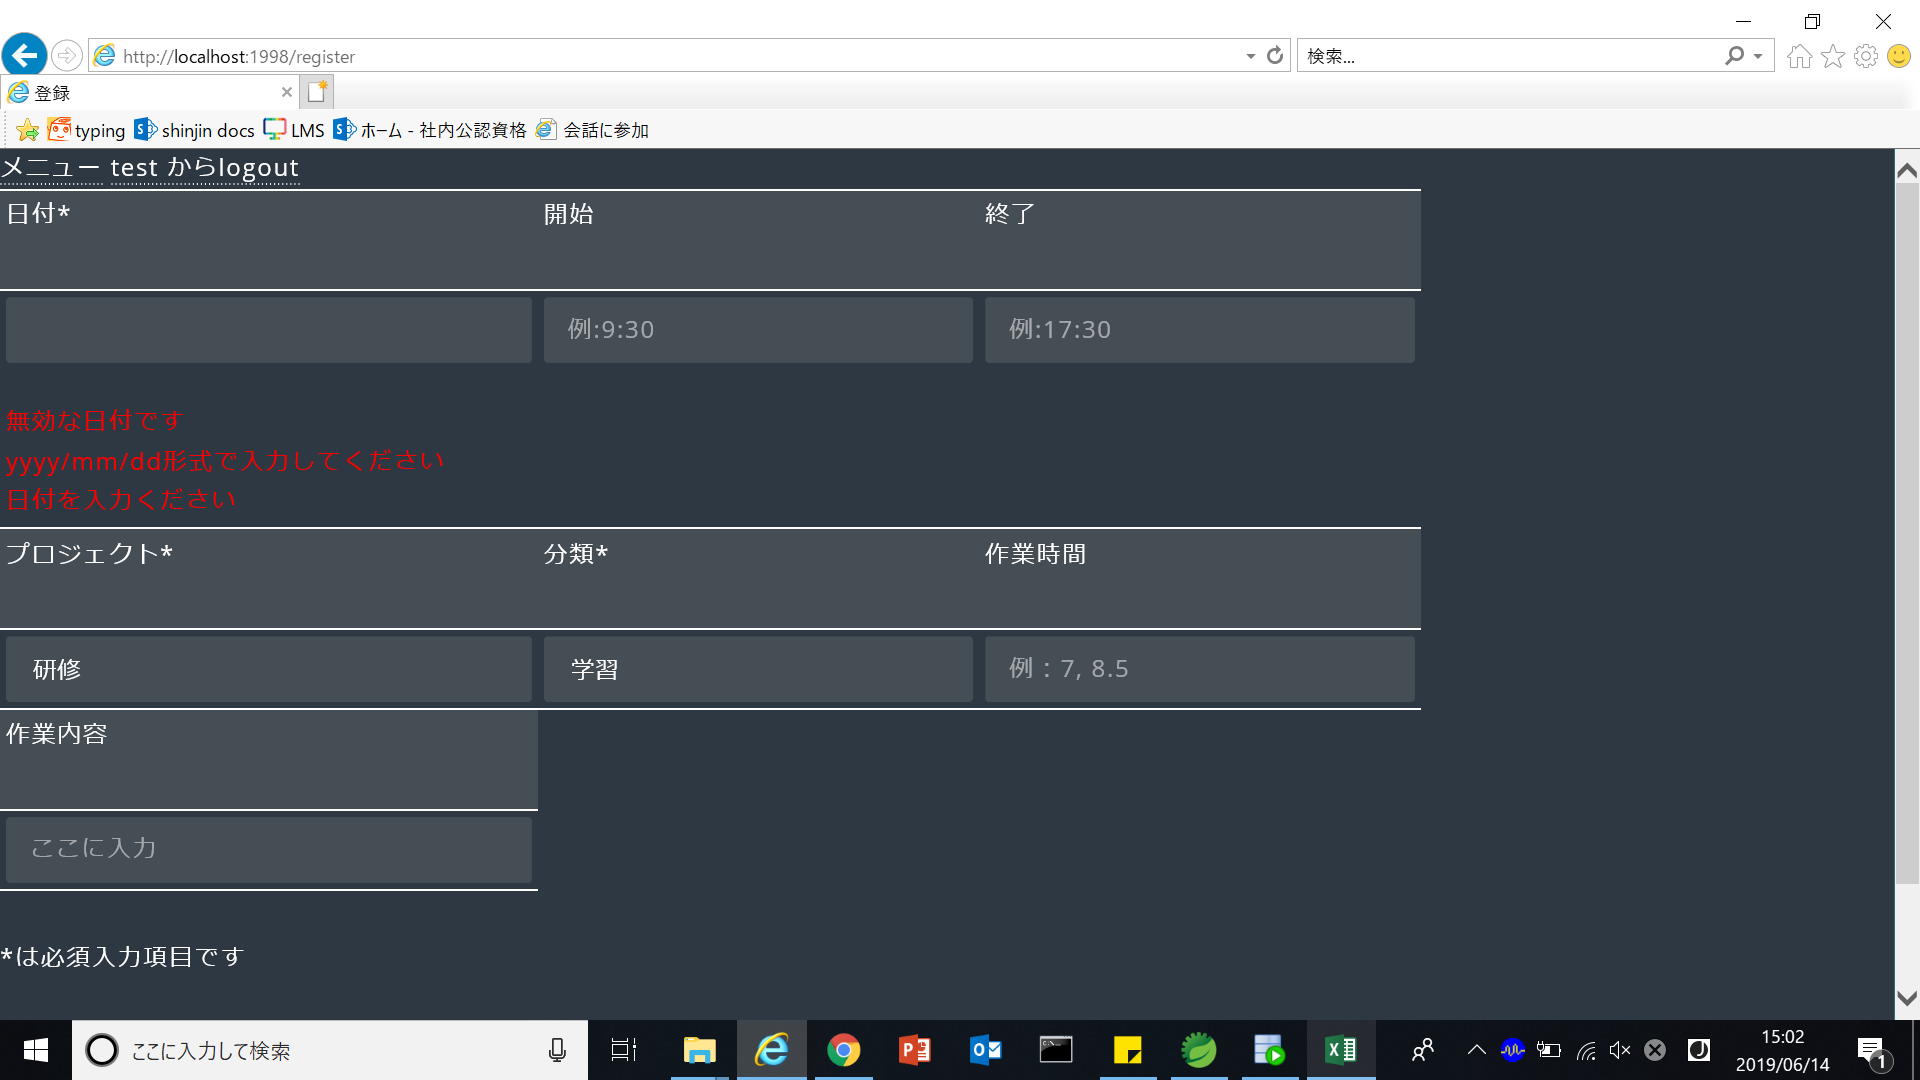 http://localhost:1998/register
検索...
登録
typing shinjin docs LMS ホーム - 社内公認資格 会話に参加
メニュー test からlogout
日付* 開始 終了
例:9:30 例:17:30
無効な日付です
yyyy/mm/dd形式で入力してください
日付を入力ください
プロジェクト* 分類* 作業時間
研修 学習 例：7, 8.5
作業内容
ここに入力
*は必須入力項目です
ここに入力して検索
15:02
2019/06/14
1